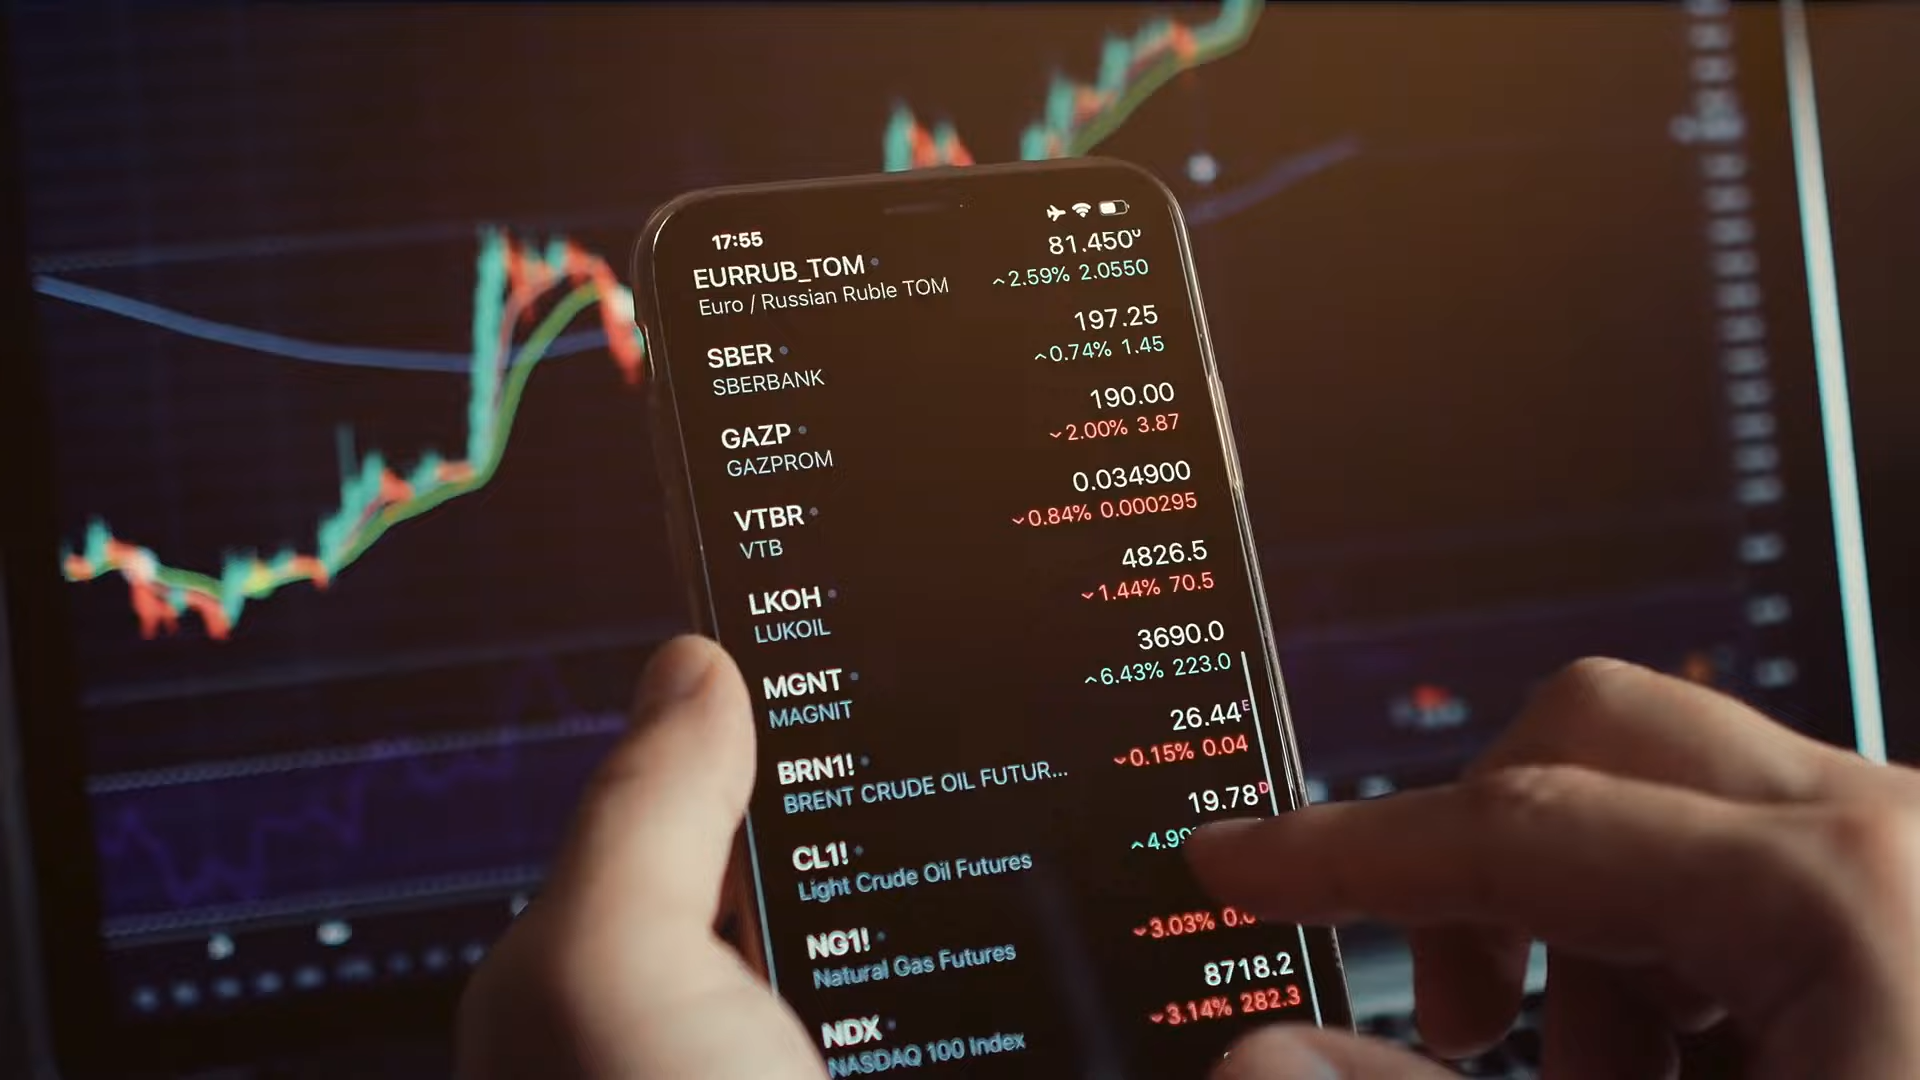 17:55
EURRUB_TOM
81.450
Euro / Russian Ruble TOM
2.59% 2.0550
SBER
197.25
SBERBANK
0.74% 1.45
GAZP
190.00
GAZPROM
2.00% 3.87
VTBR
0.034900
VTB
0.84% 0.000295
LKOH
4826.5
LUKOIL
1.44% 70.5
MGNT
3690.0
MAGNIT
6.43% 223.0
BRN1!
26.44 E
BRENT CRUDE OIL FUTUR...
0.15% 0.04
CL1!
19.78 D
Light Crude Oil Futures
NG1!
Natural Gas Futures
3.03%
NDX
8718.2
NASDAQ 100 Index
3.14% 282.3